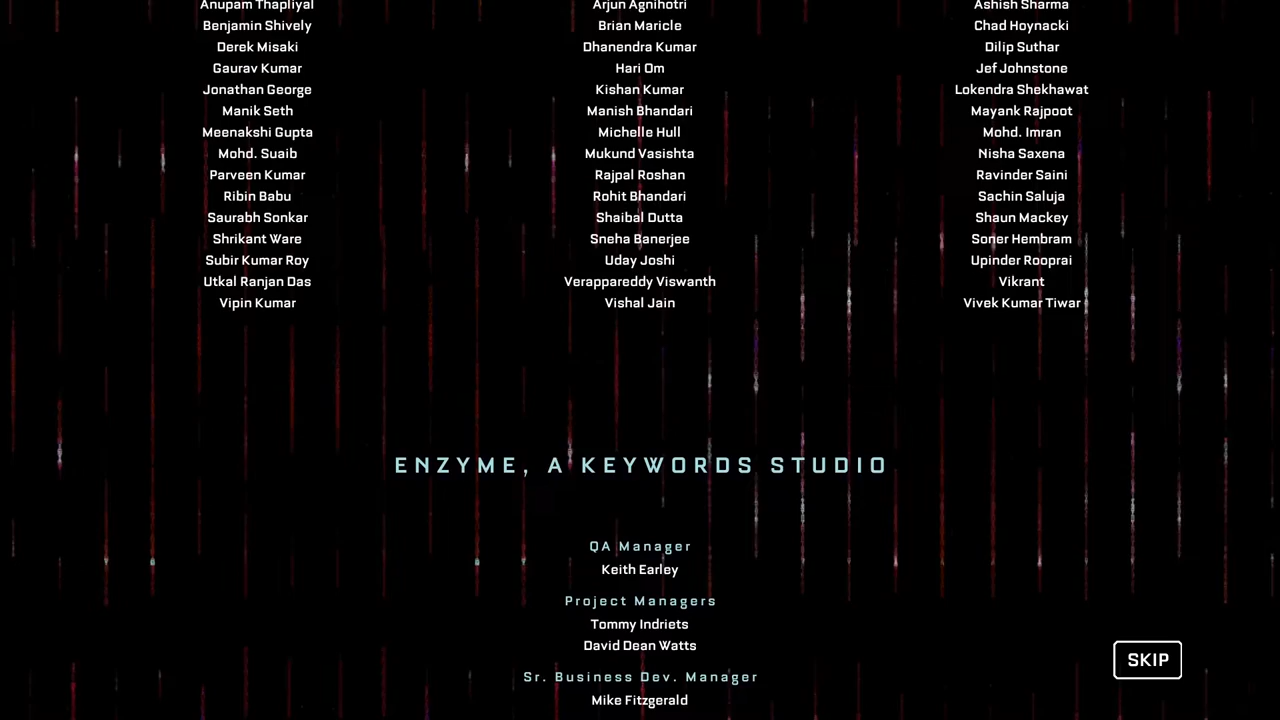 Anupam Thapliyal Arjun Agnihotri Ashish Sharma
Benjamin Shively Brian Maricle Chad Hoynacki
Derek Misaki Dhanendra Kumar Dilip Suthar
Gaurav Kumar Hari Om Jef Johnstone
Jonathan George Kishan Kumar Lokendra Shekhawat
Manik Seth Manish Bhandari Mayank Rajpoot
Meenakshi Gupta Michelle Hull Mohd. Imran
Mohd. Suaib Mukund Vasishta Nisha Saxena
Parveen Kumar Rajpal Roshan Ravinder Saini
Ribin Babu Rohit Bhandari Sachin Saluja
Saurabh Sonkar Shaibal Dutta Shaun Mackey
Shrikant Ware Sneha Banerjee Soner Hembram
Subir Kumar Roy Uday Joshi Upinder Rooprai
Utkal Ranjan Das Verappareddy Viswanth Vikrant
Vipin Kumar Vishal Jain Vivek Kumar Tiwar
ENZYME, A KEYWORDS STUDIO
QA Manager
Keith Earley
Project Managers
Tommy Indriets
David Dean Watts
SKIP
Sr. Business Dev. Manager
Mike Fitzgerald